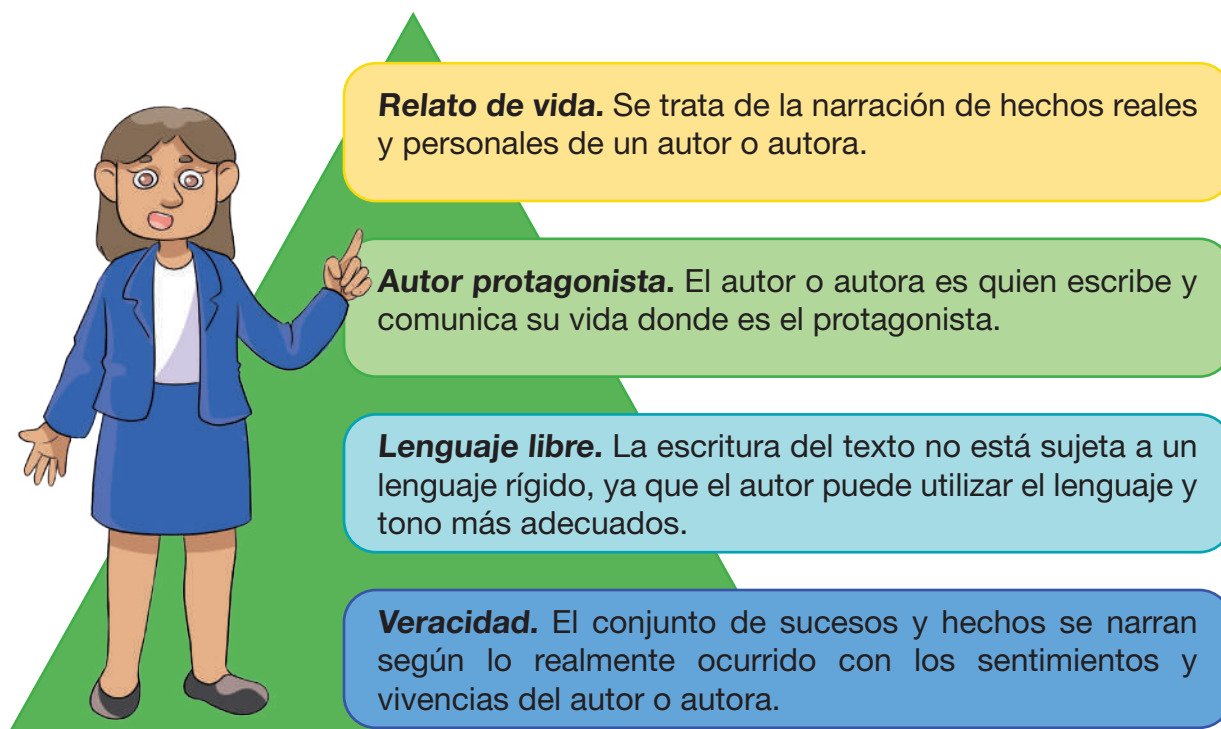 Relato de vida. Se trata de la narración de hechos reales
y personales de un autor o autora.
Autor protagonista. El autor o autora es quien escribe y
comunica su vida donde es el protagonista.
Lenguaje libre. La escritura del texto no está sujeta a un
lenguaje rígido, ya que el autor puede utilizar el lenguaje y
tono más adecuados.
Veracidad. El conjunto de sucesos y hechos se narran
según lo realmente ocurrido con los sentimientos y
vivencias del autor o autora.